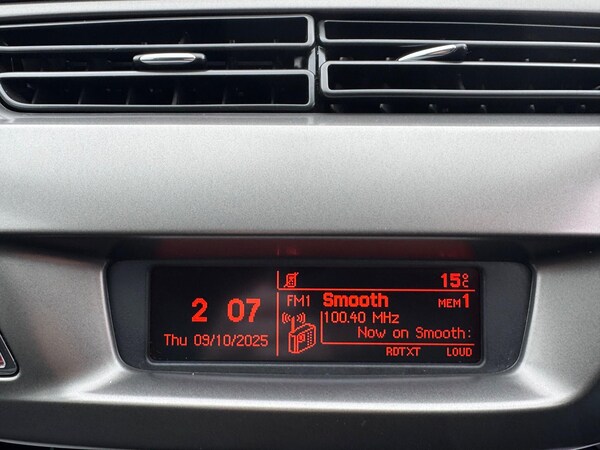 2 07
Thu 09/10/2025
15°C
FM1 Smooth MEM1
100.40 MHz
Now on Smooth:
RDTXT LOUD